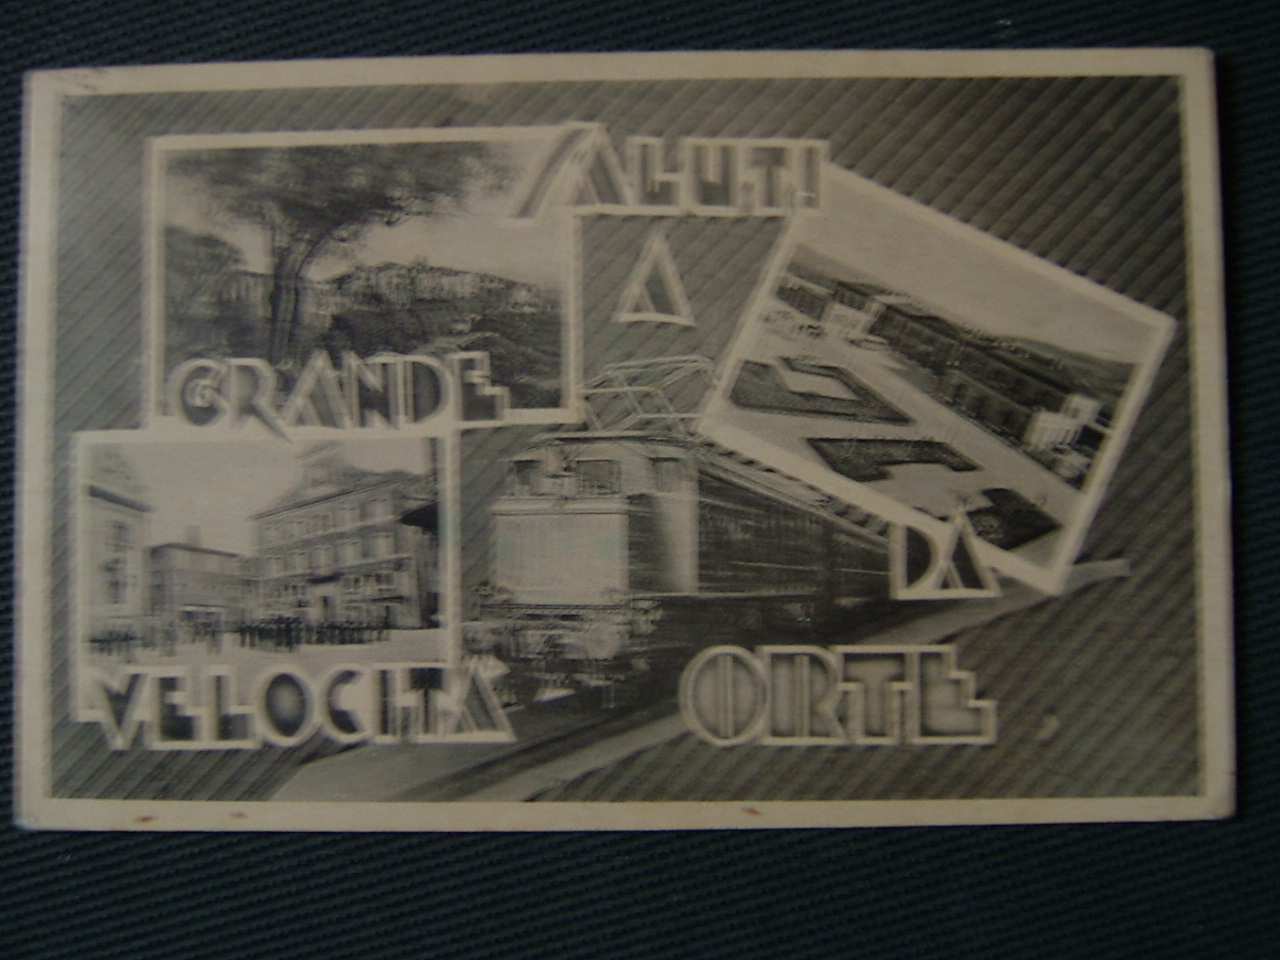 SALUTI
A
GRANDE
VELOCITÀ
DA
ORTE